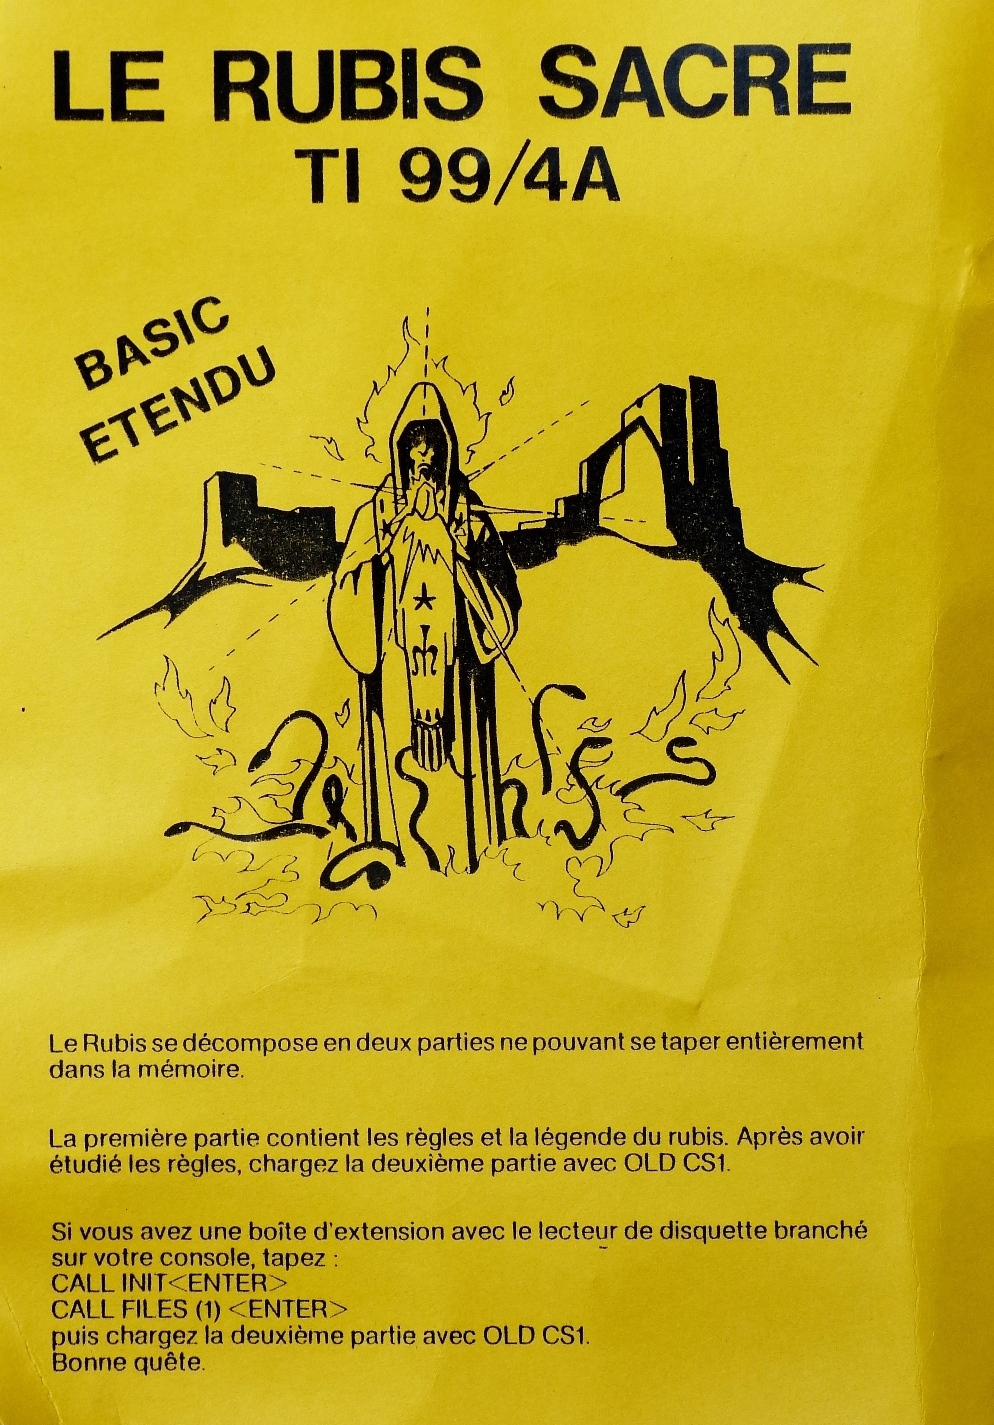 LE RUBIS SACRE
TI 99/4A
BASIC
ETENDU
Le Rubis se décompose en deux parties ne pouvant se taper entièrement
dans la mémoire.
La première partie contient les règles et la légende du rubis. Après avoir
étudié les règles, chargez la deuxième partie avec OLD CS1.
Si vous avez une boîte d'extension avec le lecteur de disquette branché
sur votre console, tapez :
CALL INIT<ENTER>
CALL FILES (1) <ENTER>
puis chargez la deuxième partie avec OLD CS1.
Bonne quête.